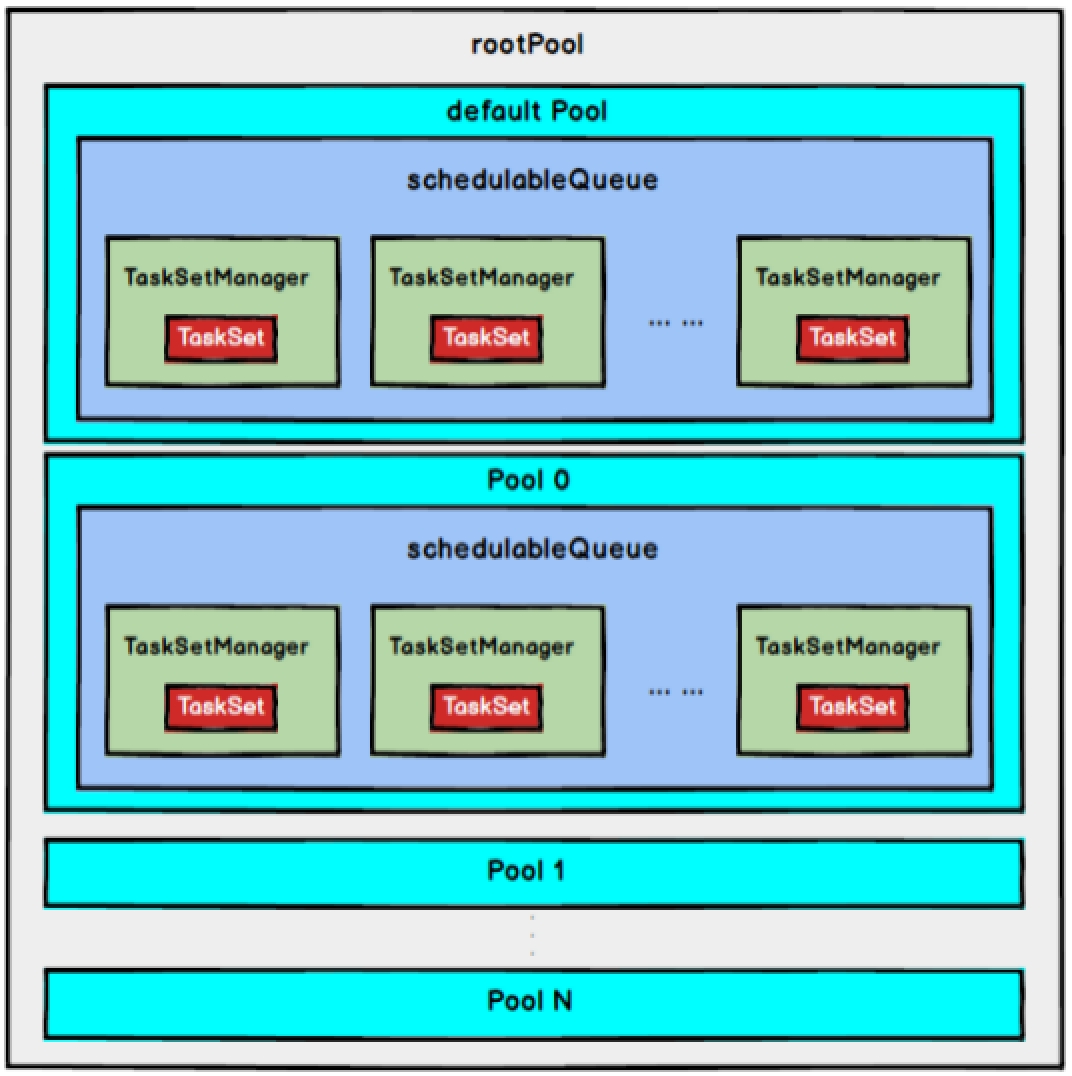 rootPool
default Pool
schedulableQueue
TaskSetManager TaskSetManager TaskSetManager
TaskSet TaskSet ... ... TaskSet
Pool 0
schedulableQueue
TaskSetManager TaskSetManager TaskSetManager
TaskSet TaskSet ... ... TaskSet
Pool 1
Pool N